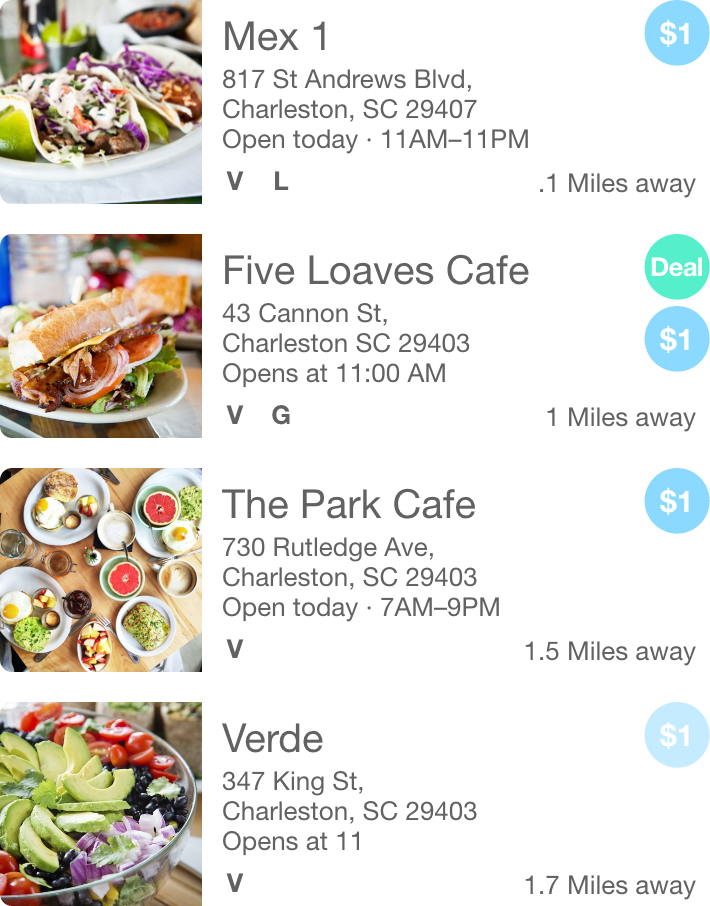 Mex 1
$1
817 St Andrews Blvd,
Charleston, SC 29407
Open today · 11AM–11PM
V L
.1 Miles away
Five Loaves Cafe
Deal
43 Cannon St,
$1
Charleston SC 29403
Opens at 11:00 AM
V G
1 Miles away
The Park Cafe
$1
730 Rutledge Ave,
Charleston, SC 29403
Open today · 7AM–9PM
V
1.5 Miles away
Verde
$1
347 King St,
Charleston, SC 29403
Opens at 11
V
1.7 Miles away